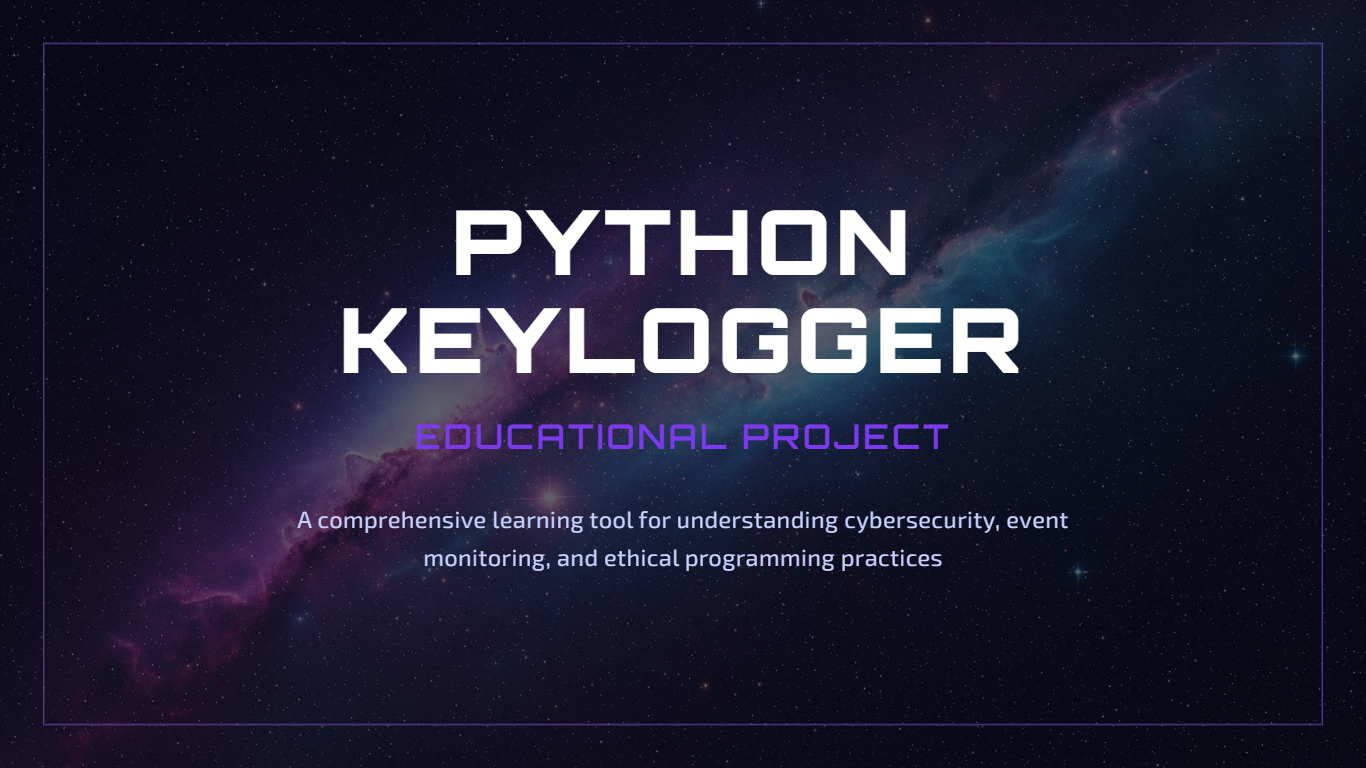 PYTHON
KEYLOGGER
EDUCATIONAL PROJECT
A comprehensive learning tool for understanding cybersecurity, event
monitoring, and ethical programming practices